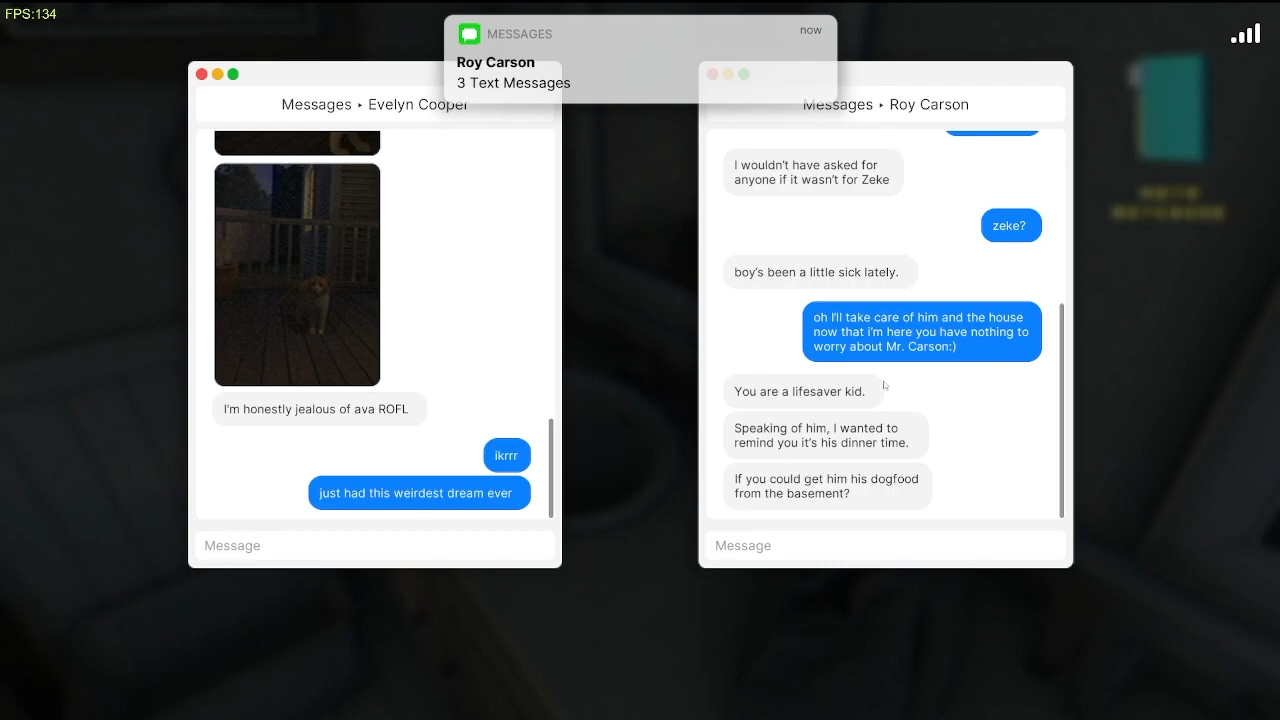 FPS:134
MESSAGES
now
Roy Carson
3 Text Messages
Messages ‣ Evelyn Cooper
I'm honestly jealous of ava ROFL
ikrrr
just had this weirdest dream ever
Message
Messages ‣ Roy Carson
I wouldn't have asked for
anyone if it wasn't for Zeke
zeke?
boy's been a little sick lately.
oh I'll take care of him and the house
now that i'm here you have nothing to
worry about Mr. Carson:)
You are a lifesaver kid.
Speaking of him, I wanted to
remind you it's his dinner time.
If you could get him his dogfood
from the basement?
Message